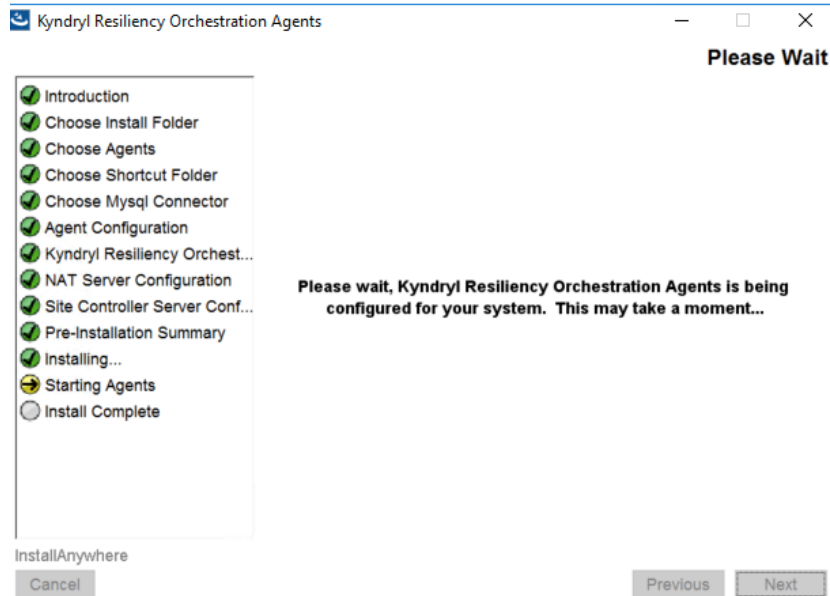 Kyndryl Resiliency Orchestration Agents
Please Wait
Introduction
Choose Install Folder
Choose Agents
Choose Shortcut Folder
Choose Mysql Connector
Agent Configuration
Kyndryl Resiliency Orchest...
NAT Server Configuration
Site Controller Server Conf...
Pre-Installation Summary
Installing...
Starting Agents
Install Complete
Please wait, Kyndryl Resiliency Orchestration Agents is being
configured for your system. This may take a moment...
InstallAnywhere
Cancel
Previous
Next